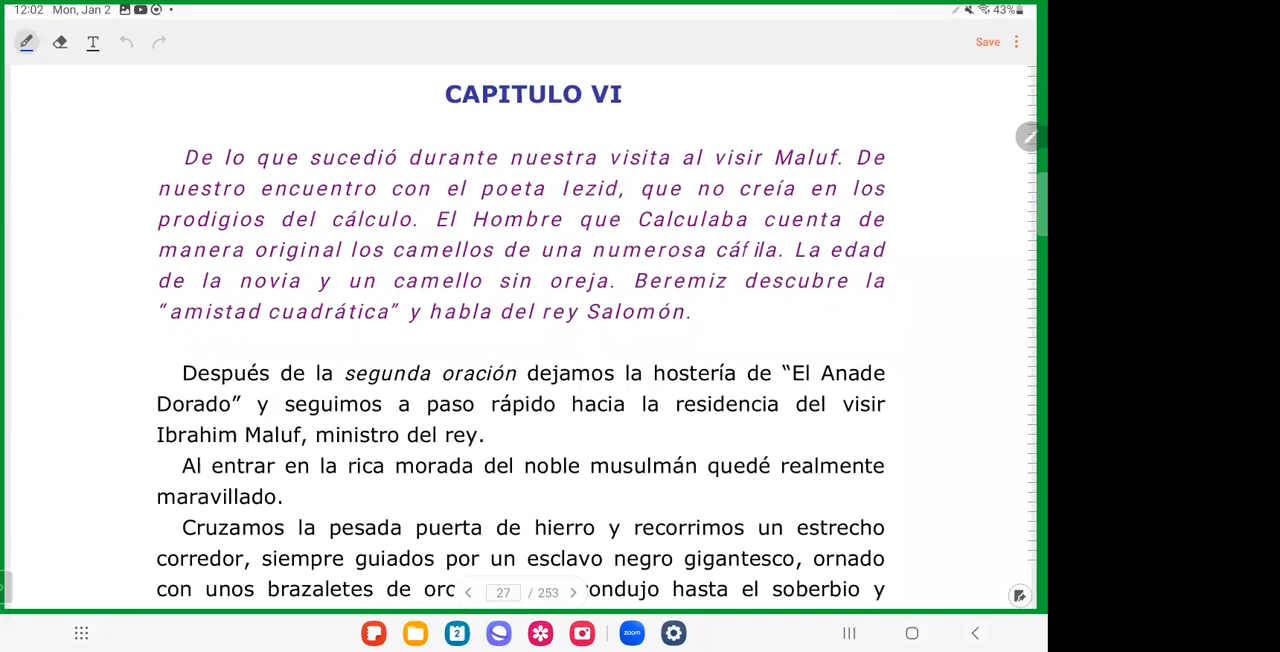 12:02 Mon, Jan 2
43%
T
Save
CAPITULO VI
De lo que sucedió durante nuestra visita al visir Maluf. De
nuestro encuentro con el poeta Iezid, que no creía en los
prodigios del cálculo. El Hombre que Calculaba cuenta de
manera original los camellos de una numerosa cáfila. La edad
de la novia y un camello sin oreja. Beremiz descubre la
“amistad cuadrática” y habla del rey Salomón.
Después de la segunda oración dejamos la hostería de “El Anade
Dorado” y seguimos a paso rápido hacia la residencia del visir
Ibrahim Maluf, ministro del rey.
Al entrar en la rica morada del noble musulmán quedé realmente
maravillado.
Cruzamos la pesada puerta de hierro y recorrimos un estrecho
corredor, siempre guiados por un esclavo negro gigantesco, ornado
con unos brazaletes de hasta el soberbio y
27 / 253
2
zoom